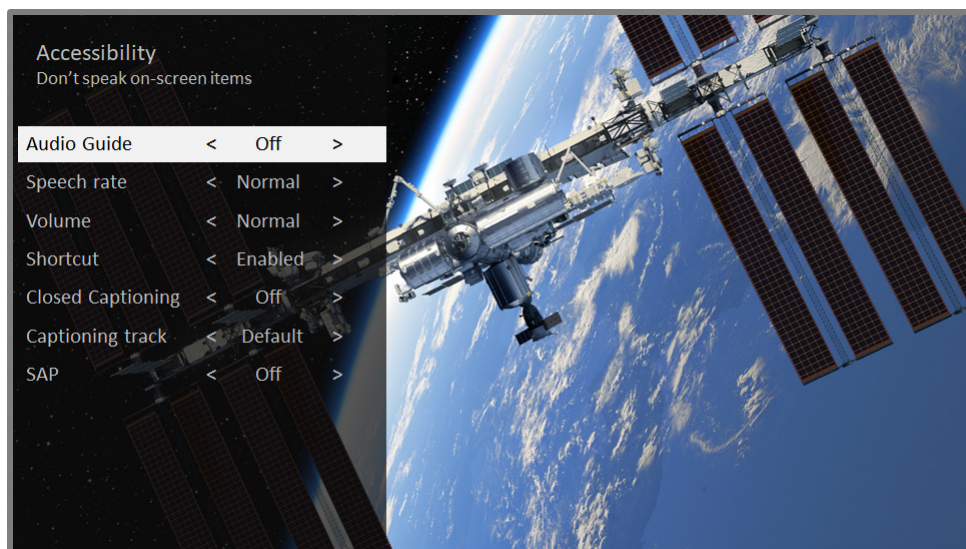 Accessibility
Don't speak on-screen items
Audio Guide < Off >
Speech rate < Normal >
Volume < Normal >
Shortcut < Enabled >
Closed Captioning < Off >
Captioning track < Default >
SAP < Off >